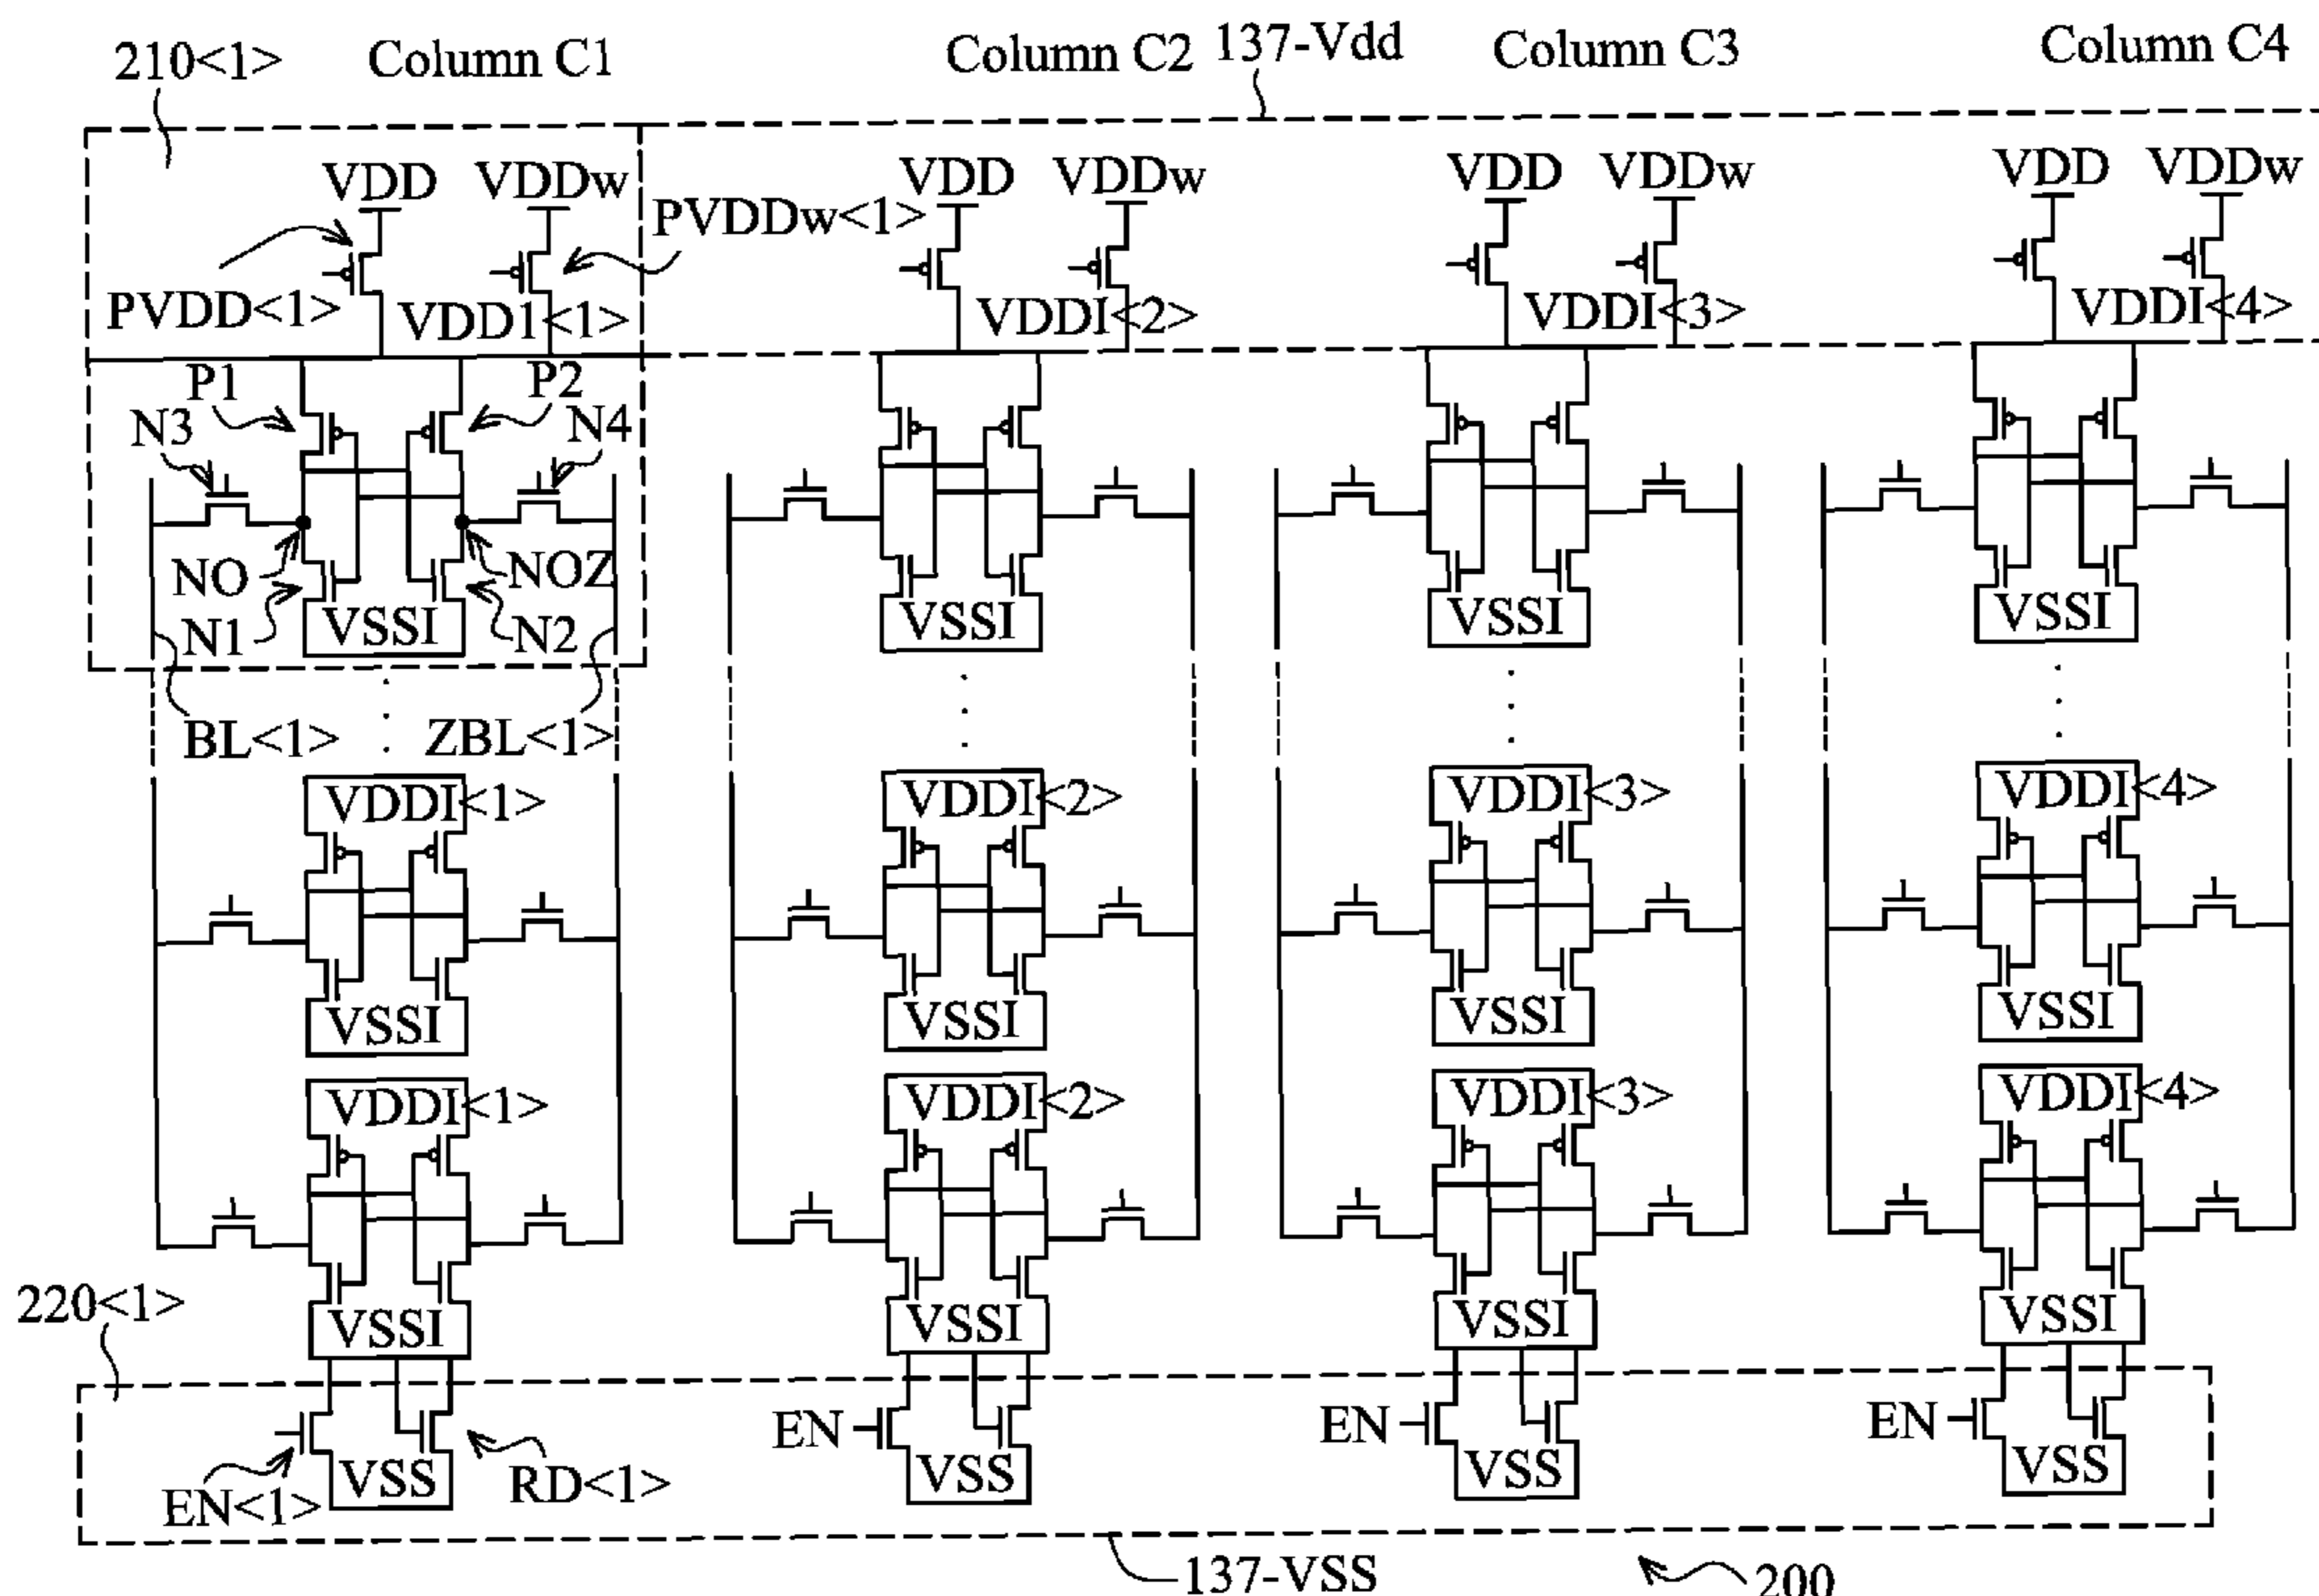 210<1> Column C1 Column C2 137-Vdd Column C3 Column C4
VDD VDDw VDD VDDw VDD VDDw VDD VDDw
PVDDw<1>
PVDD<1> VDD1<1> VDDI<2> VDDI<3> VDDI<4>
P1 P2
N3 N4
NO NOZ
N1 VSSI N2 VSSI VSSI VSSI
BL<1> ZBL<1>
VDDI<1> VDDI<2> VDDI<3> VDDI<4>
VSSI VSSI VSSI VSSI
VDDI<1> VDDI<2> VDDI<3> VDDI<4>
220<1>
VSSI VSSI VSSI VSSI
EN EN EN
VSS VSS VSS VSS
EN<1> RD<1>
137-VSS 200